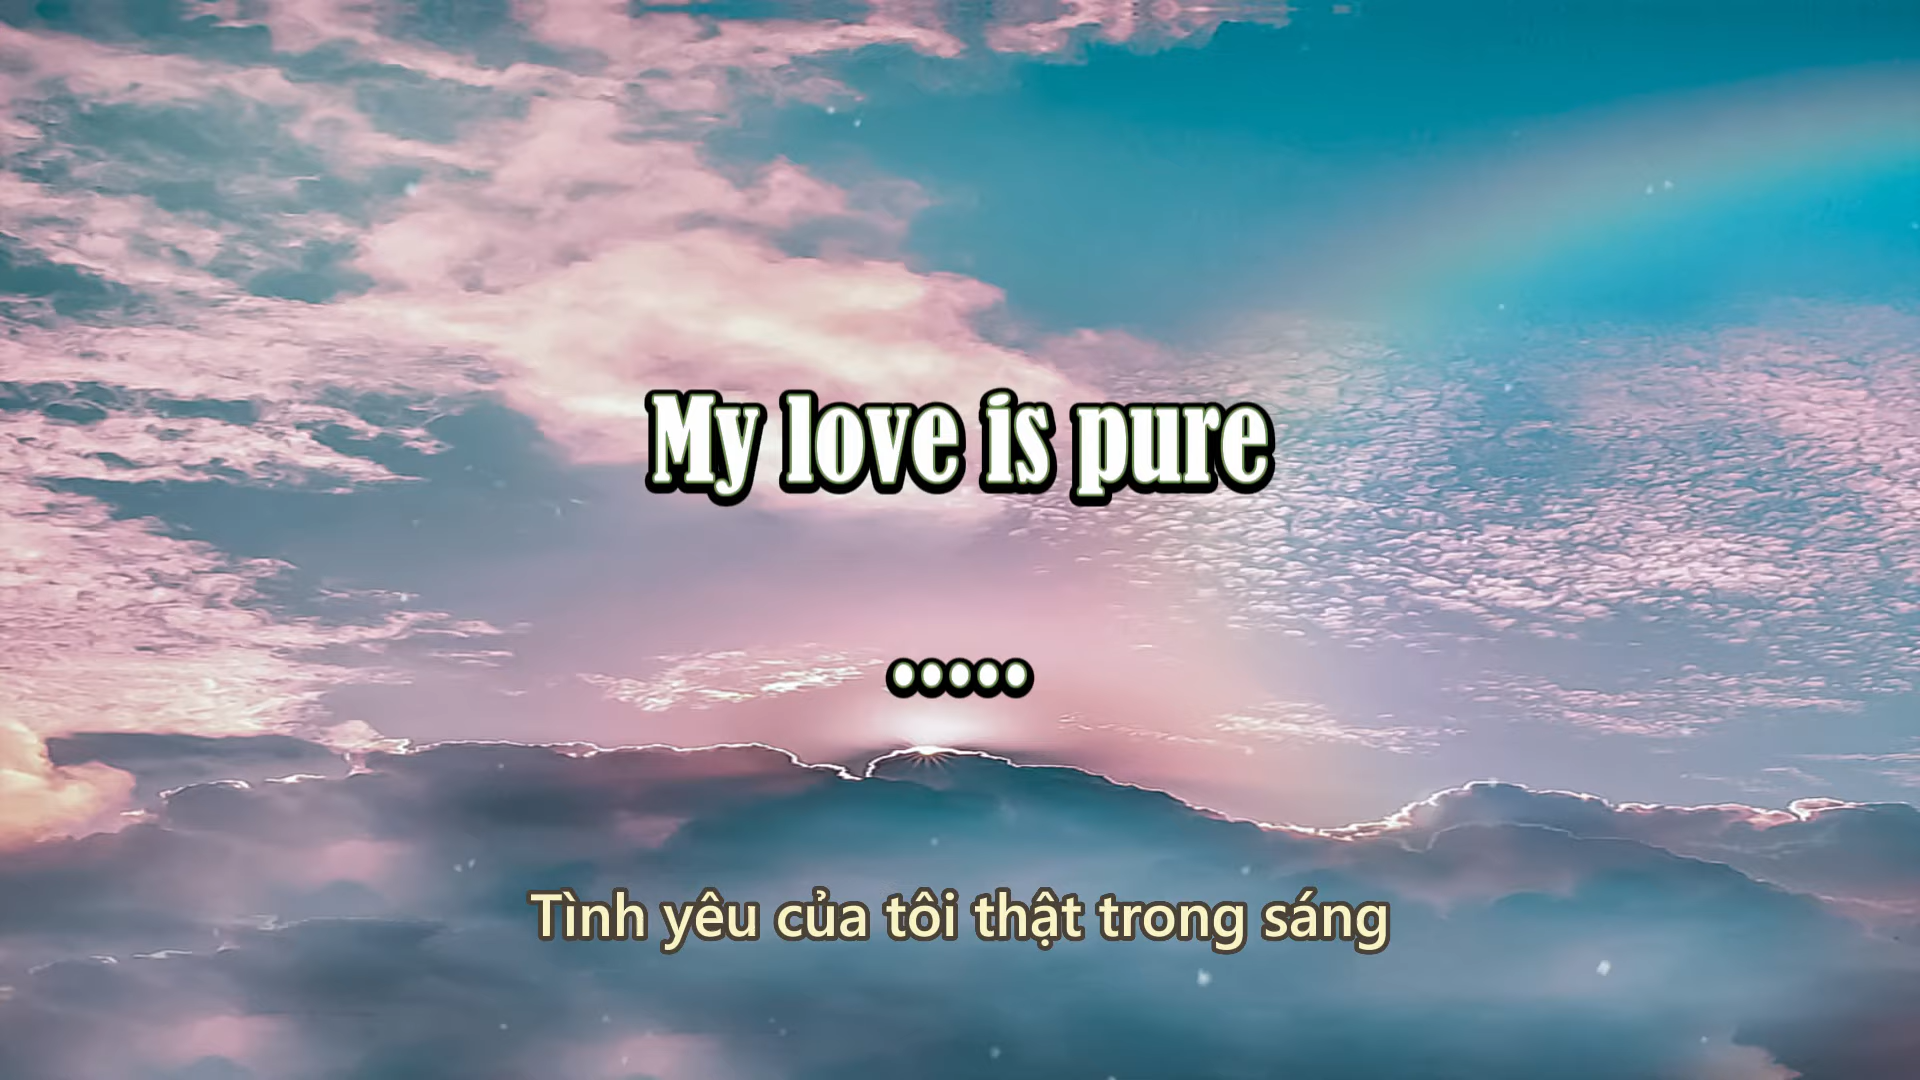 My love is pure
.....
Tình yêu của tôi thật trong sáng